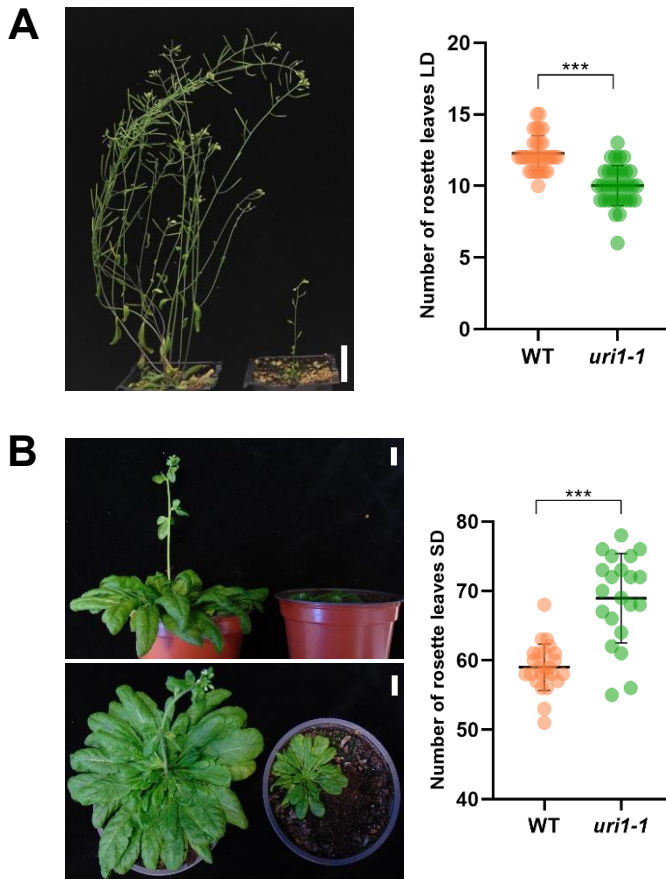 A
Number of rosette leaves LD
20
15
10
5
0
***
WT
uri1-1
B
Number of rosette leaves SD
80
70
60
50
40
***
WT
uri1-1